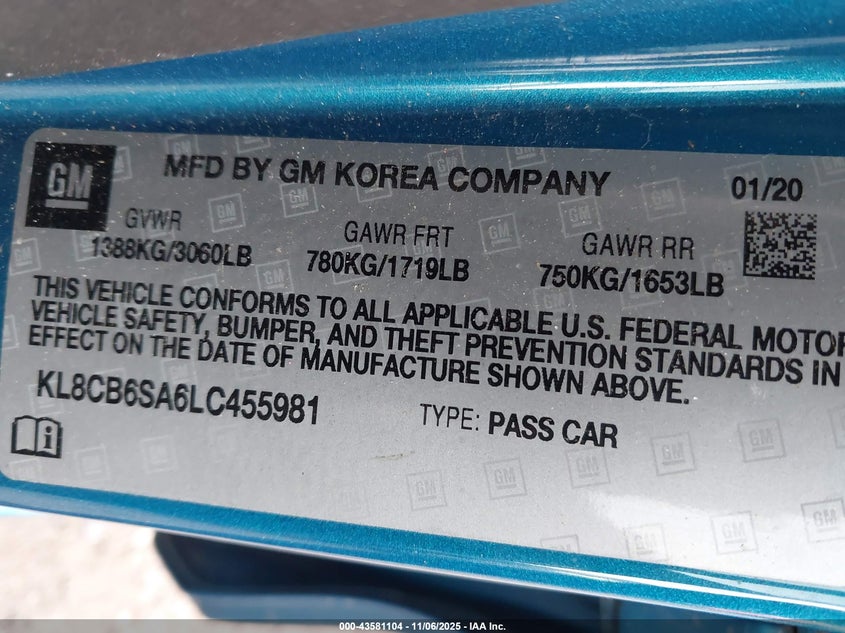 GM
MFD BY GM KOREA COMPANY 01/20
GVWR GAWR FRT GAWR RR
1388KG/3060LB 780KG/1719LB 750KG/1653LB
THIS VEHICLE CONFORMS TO ALL APPLICABLE U.S. FEDERAL MOTOR
VEHICLE SAFETY, BUMPER, AND THEFT PREVENTION STANDARDS IN
EFFECT ON THE DATE OF MANUFACTURE SHOWN ABOVE.
KL8CB6SA6LC455981 TYPE: PASS CAR
000-43581104 - 11/06/2025 - IAA Inc.